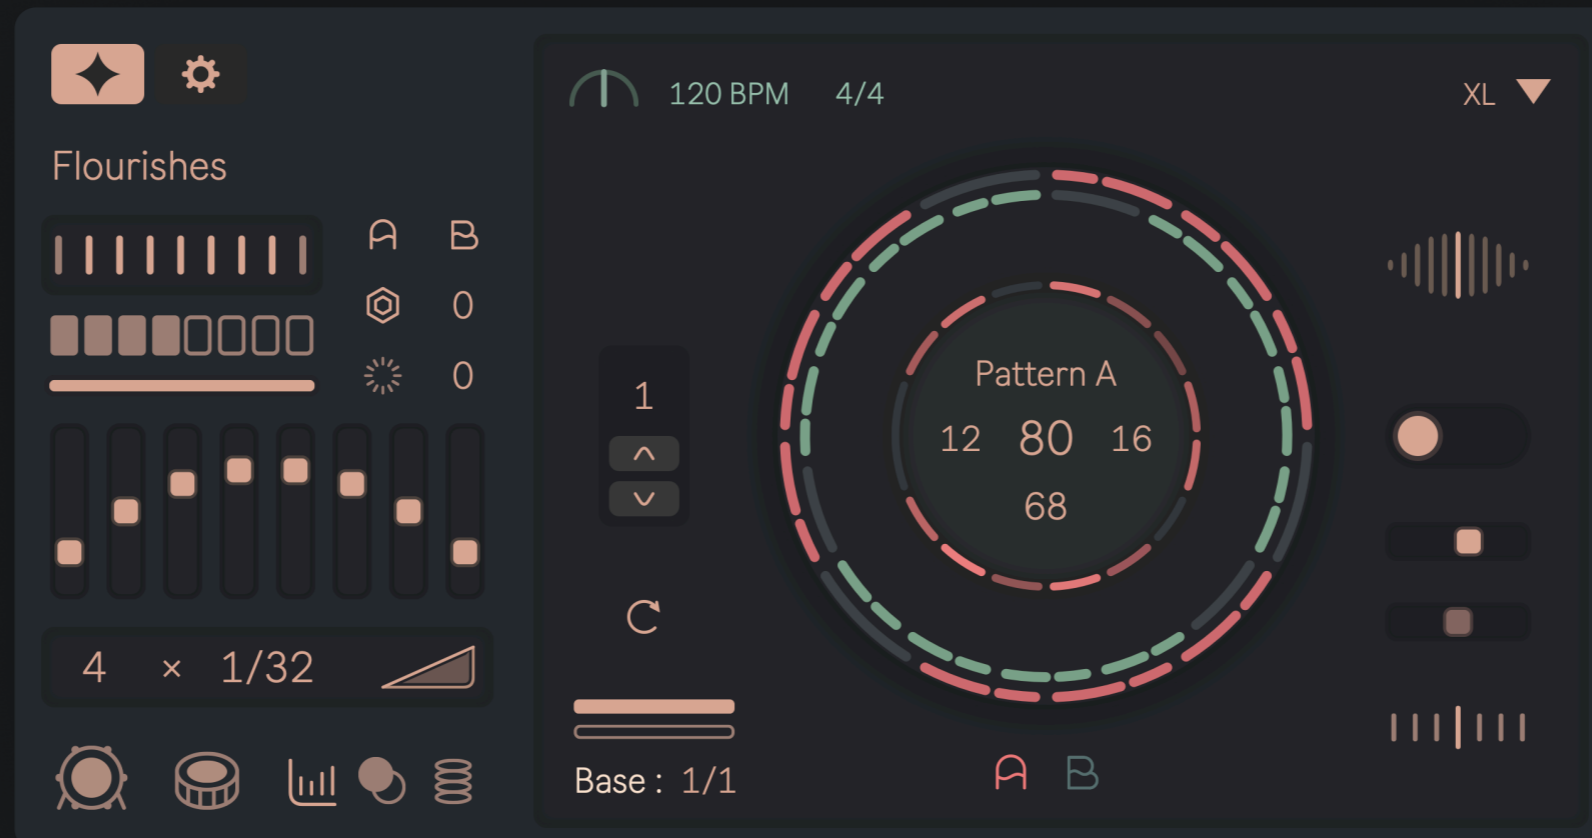 120 BPM 4/4
XL
Flourishes
A B
0
0
1
Pattern A
12 80 16
68
4 × 1/32
Base : 1/1
A B